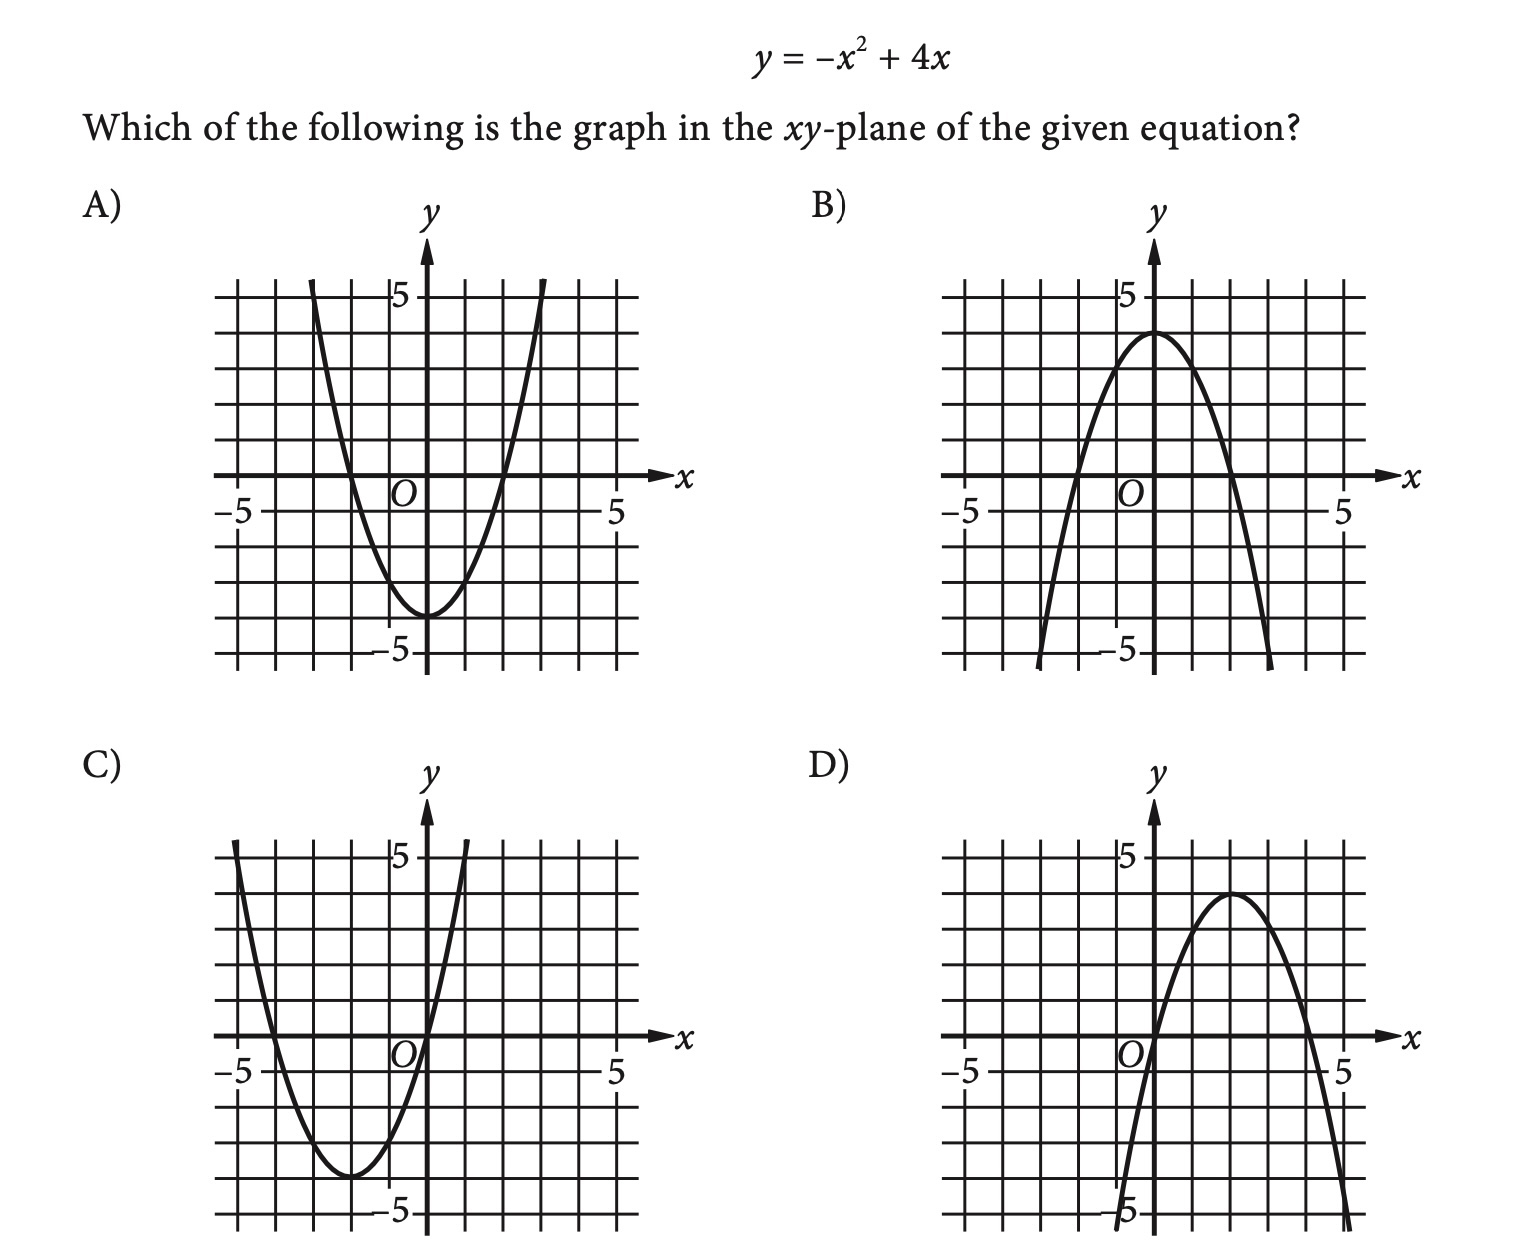 y = –x² + 4x
Which of the following is the graph in the xy-plane of the given equation?
A)
y
5
x
O
–5
5
–5
B)
y
5
x
O
–5
5
–5
C)
y
5
x
O
–5
5
–5
D)
y
5
x
O
–5
5
–5